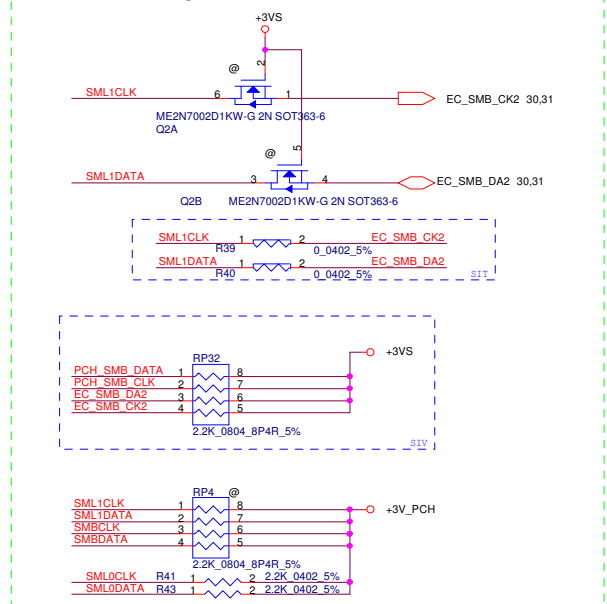 +3VS
@
2
SML1CLK
6
1
EC_SMB_CK2 30,31
ME2N7002D1KW-G 2N SOT363-6
Q2A
5
@
SML1DATA
3
4
EC_SMB_DA2 30,31
Q2B ME2N7002D1KW-G 2N SOT363-6
SML1CLK 1 2 EC_SMB_CK2
R39 0_0402_5%
SML1DATA 1 2 EC_SMB_DA2
R40 0_0402_5%
SIT
RP32
+3VS
PCH_SMB_DATA 1 8
PCH_SMB_CLK 2 7
EC_SMB_DA2 3 6
EC_SMB_CK2 4 5
2.2K_0804_8P4R_5%
SIV
RP4 @
SML1CLK 1 8 +3V_PCH
SML1DATA 2 7
SMBCLK 3 6
SMBDATA 4 5
2.2K_0804_8P4R_5%
SML0CLK R41 1 2 2.2K_0402_5%
SML0DATA R43 1 2 2.2K_0402_5%